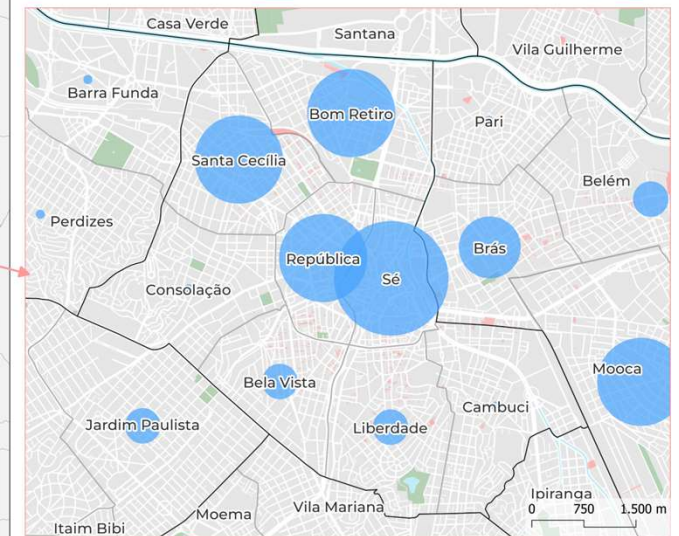 Casa Verde
Santana
Vila Guilherme
Barra Funda
Bom Retiro
Pari
Santa Cecília
Belém
Perdizes
República
Brás
Sé
Consolação
Mooca
Bela Vista
Cambuci
Jardim Paulista
Liberdade
Ipiranga
Moema
Vila Mariana
0 750 1.500 m
Itaim Bibi